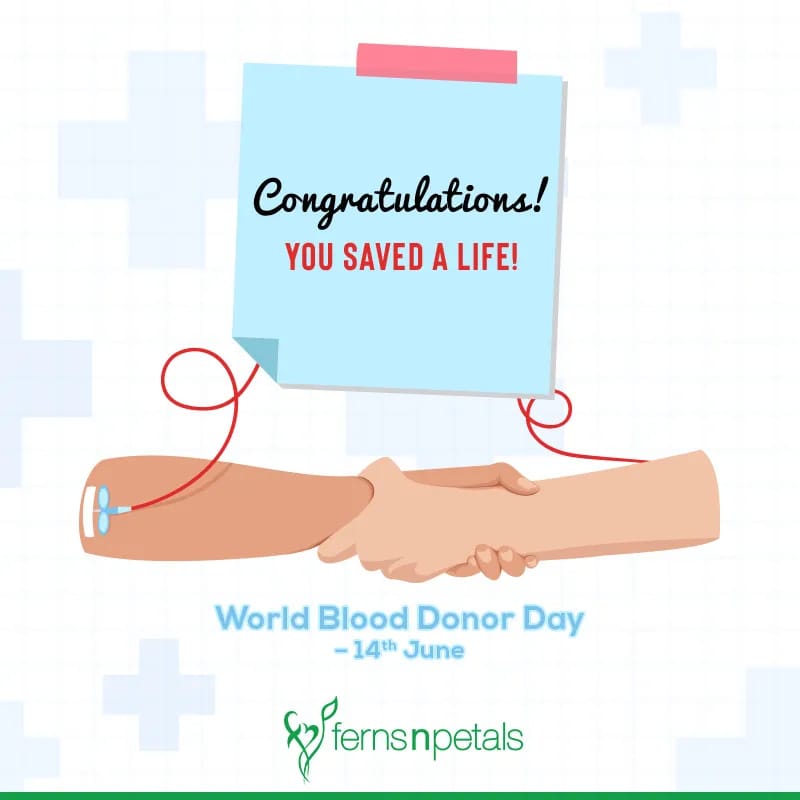 Congratulations!
YOU SAVED A LIFE!
World Blood Donor Day
– 14th June
fernsnpetals